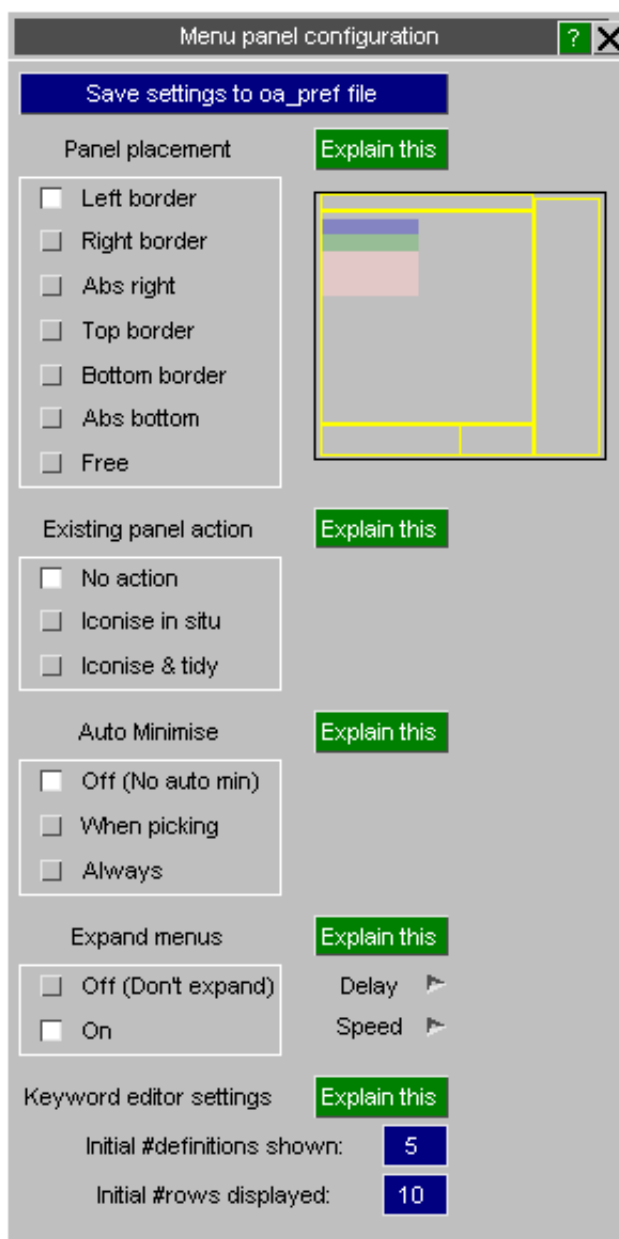 Menu panel configuration ? X
Save settings to oa_pref file
Panel placement Explain this
Left border
Right border
Abs right
Top border
Bottom border
Abs bottom
Free
Existing panel action Explain this
No action
Iconise in situ
Iconise & tidy
Auto Minimise Explain this
Off (No auto min)
When picking
Always
Expand menus Explain this
Off (Don't expand) Delay
On Speed
Keyword editor settings Explain this
Initial #definitions shown: 5
Initial #rows displayed: 10